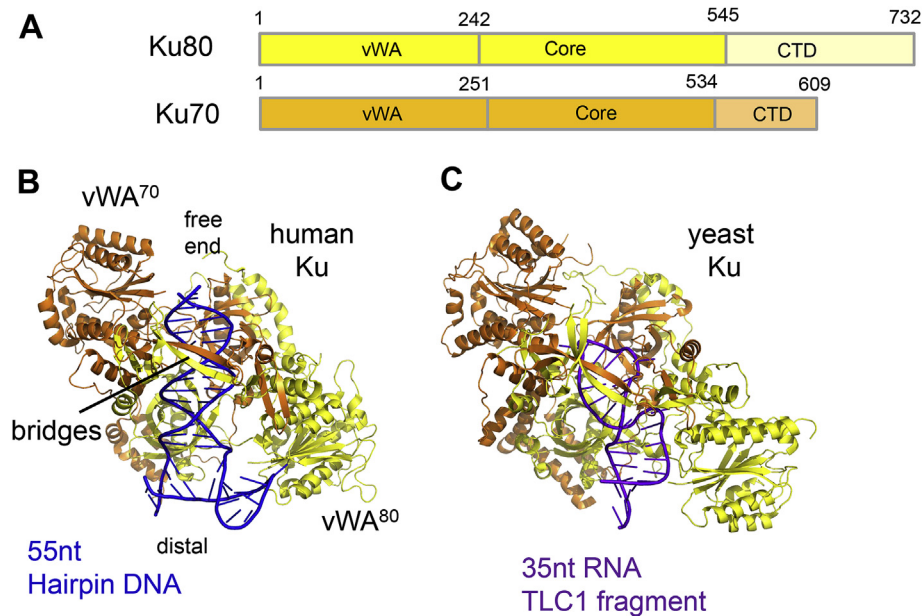 A
1 242 545 732
Ku80 vWA Core CTD
1 251 534 609
Ku70 vWA Core CTD
B
vWA⁷⁰
free
end
human
Ku
bridges
vWA⁸⁰
distal
55nt
Hairpin DNA
C
yeast
Ku
35nt RNA
TLC1 fragment